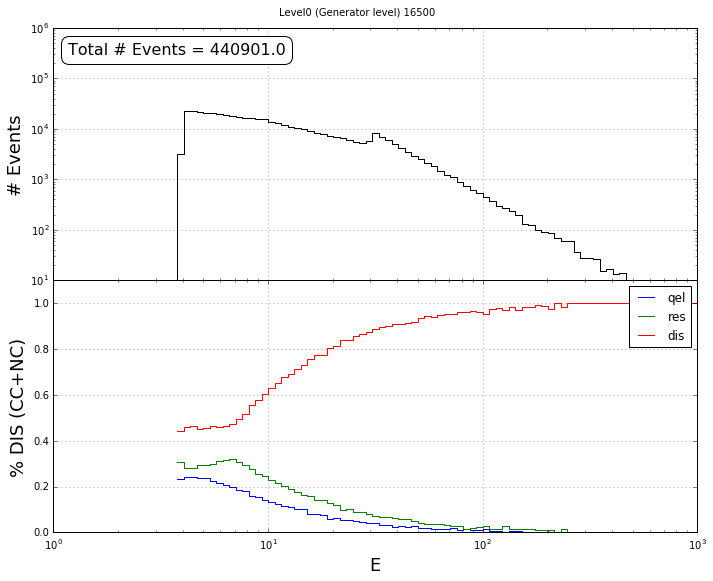 Level0 (Generator level) 16500
Total # Events = 440901.0
# Events
10^6
10^5
10^4
10^3
10^2
10^1
% DIS (CC+NC)
1.0
0.8
0.6
0.4
0.2
0.0
qel
res
dis
10^0
10^1
10^2
10^3
E